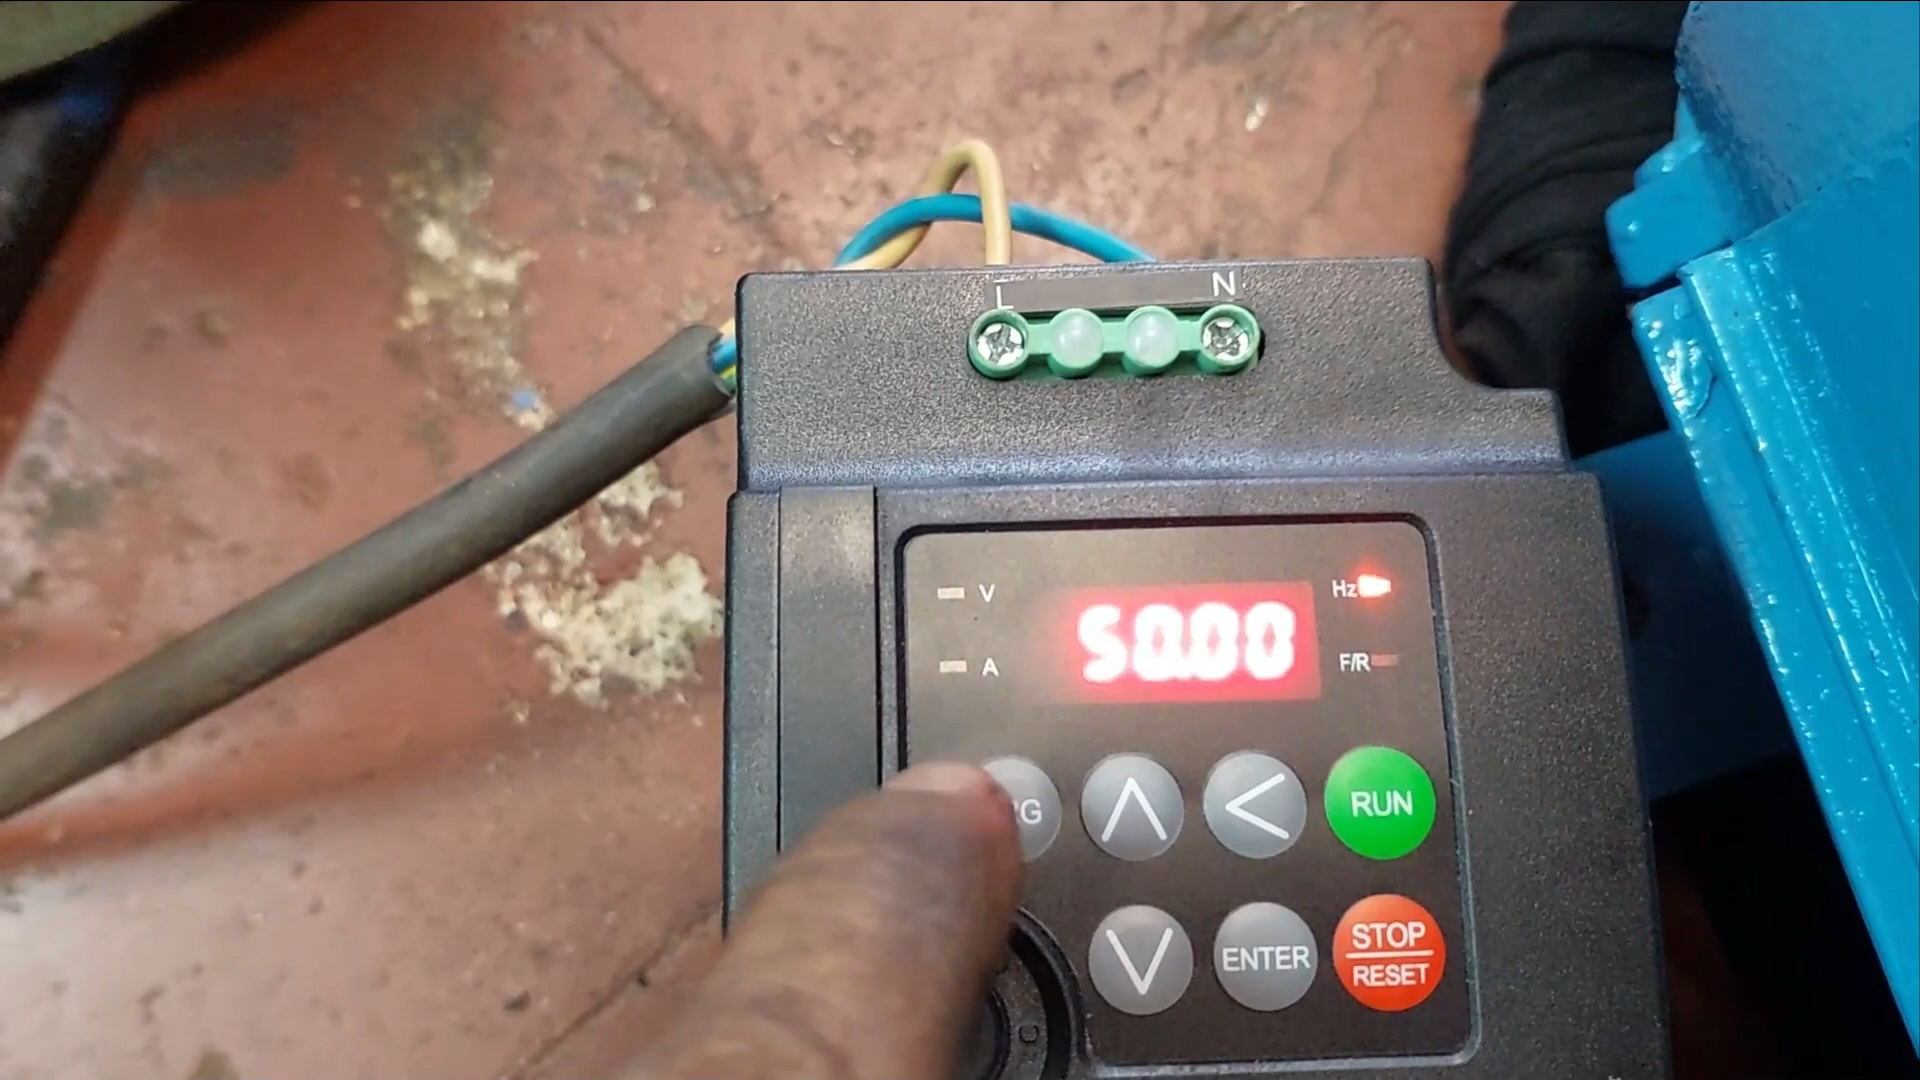 L N
V
50.00
Hz
A
F/R
RUN
ENTER
STOP
RESET
C